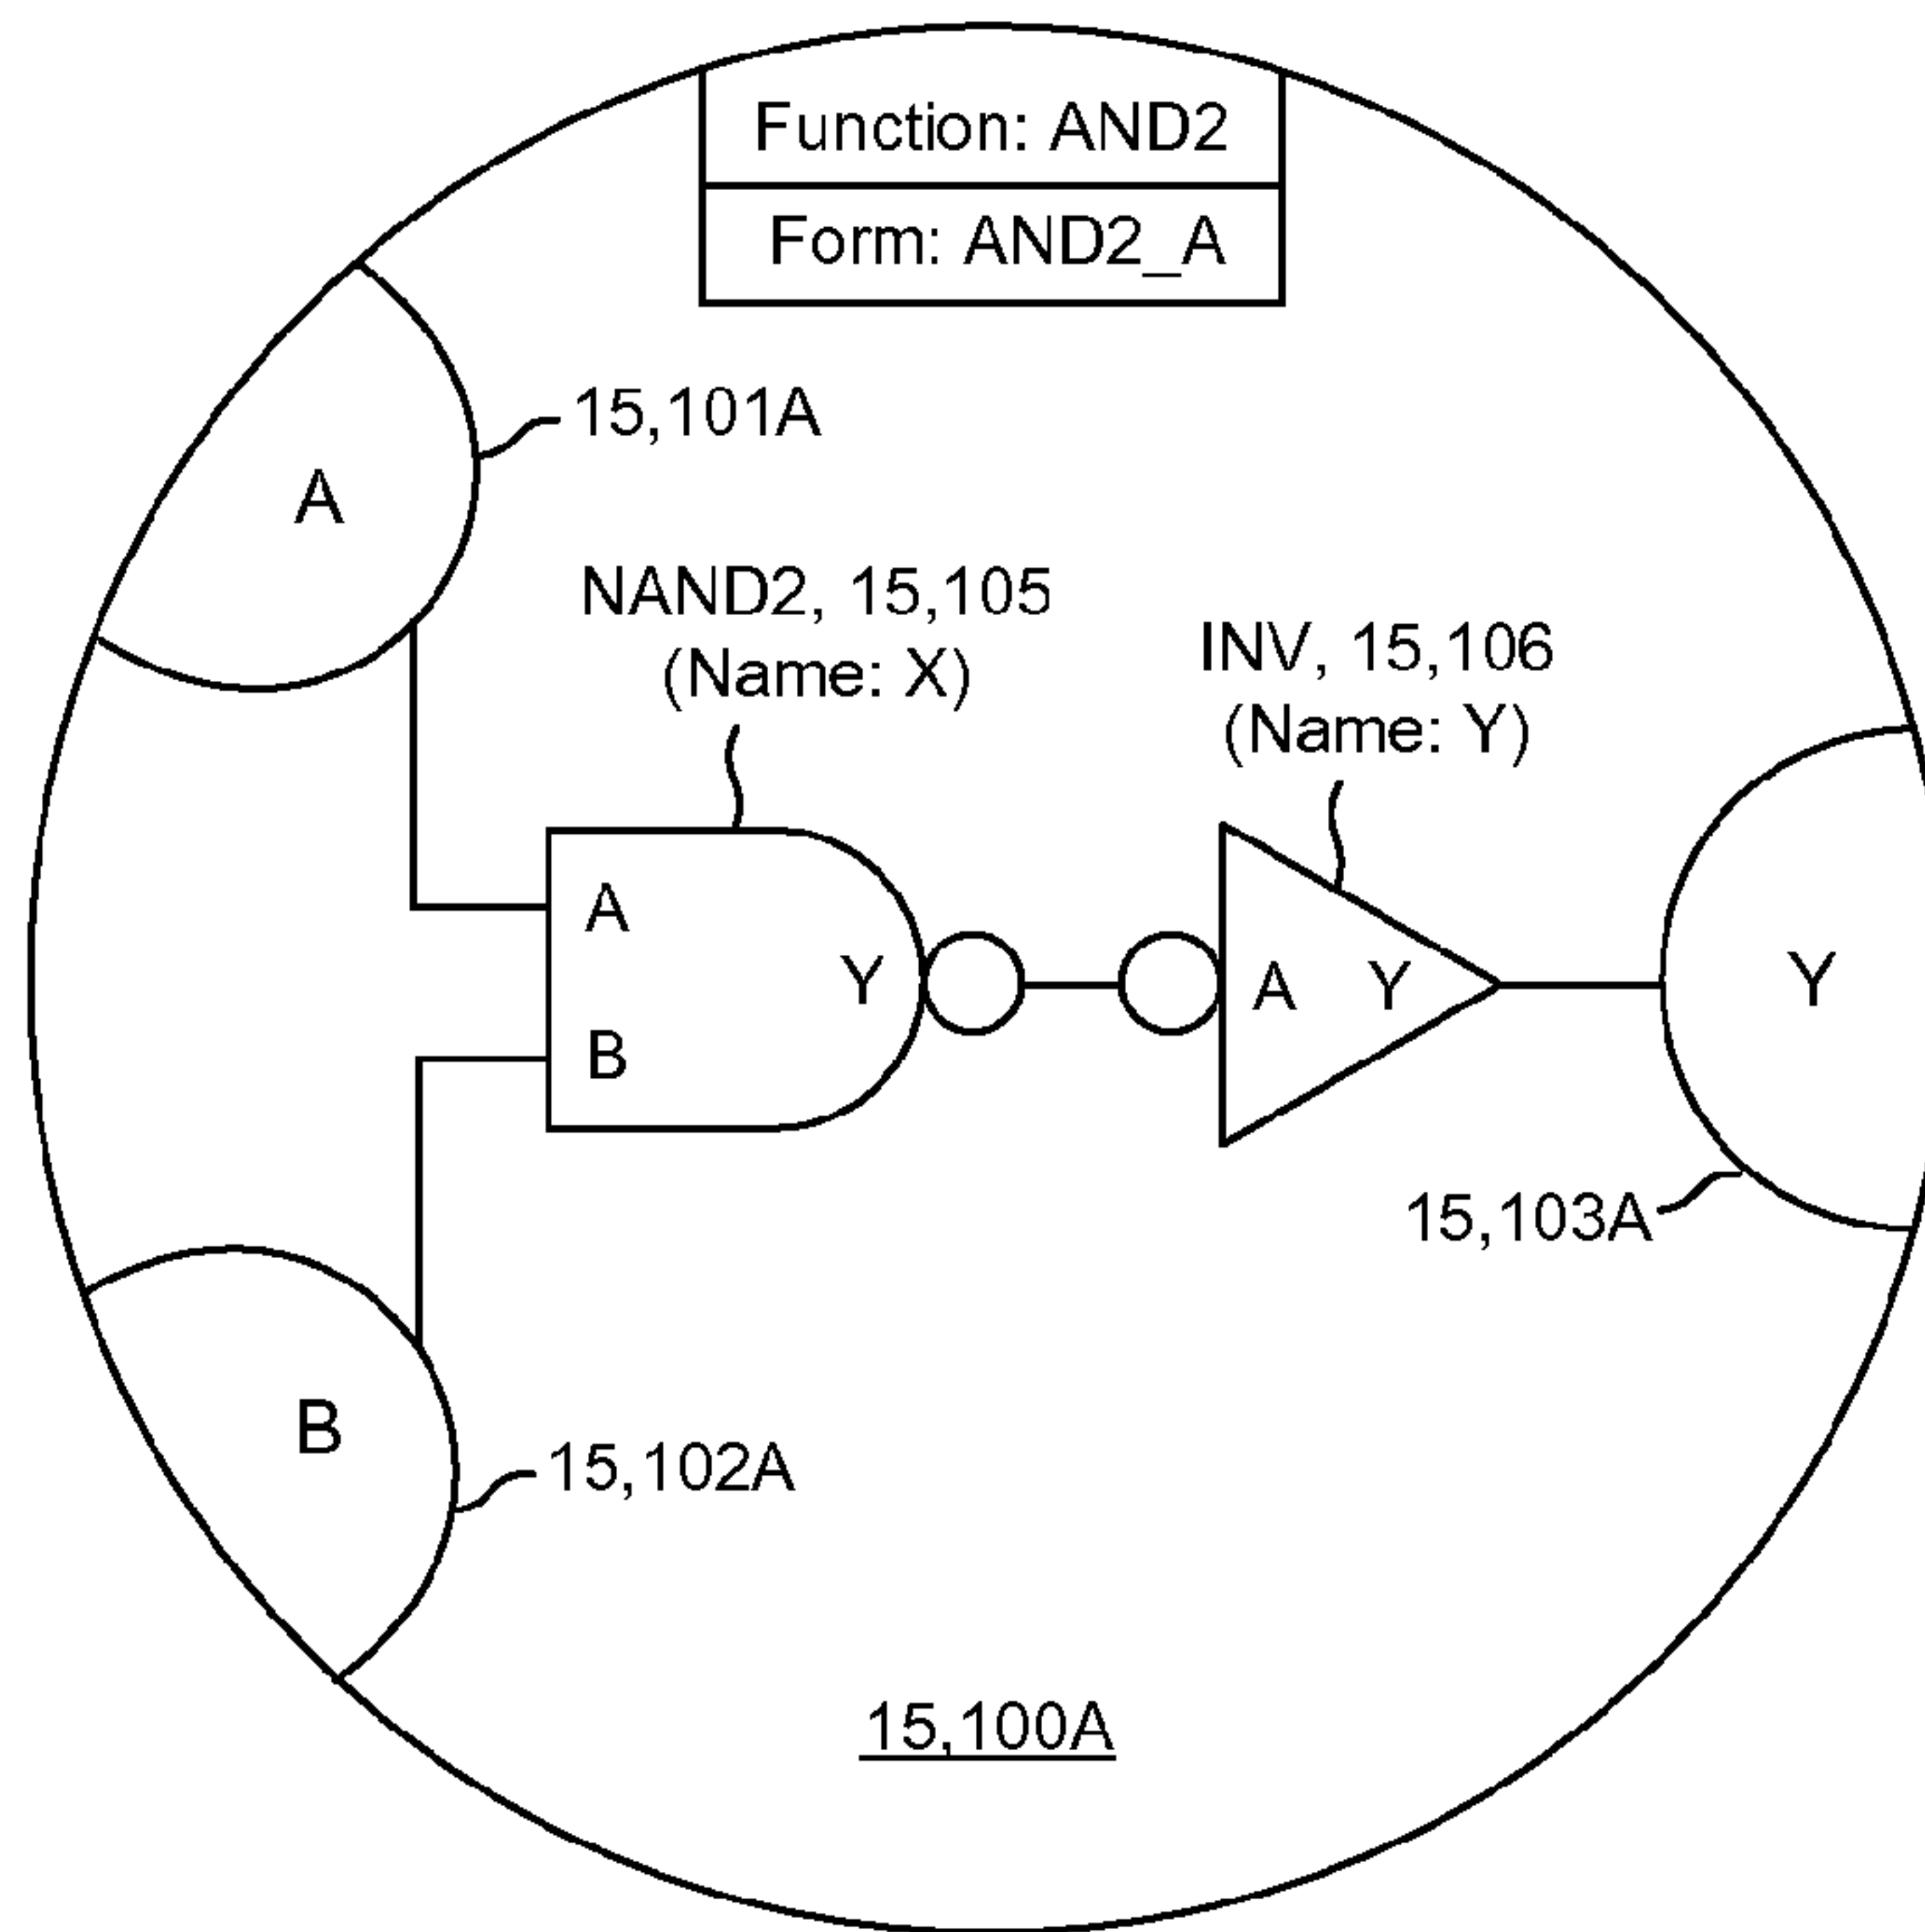 Function: AND2
Form: AND2_A
15,101A
A
NAND2, 15,105
(Name: X)
INV, 15,106
(Name: Y)
A
Y
B
A Y
Y
15,103A
B
15,102A
15,100A